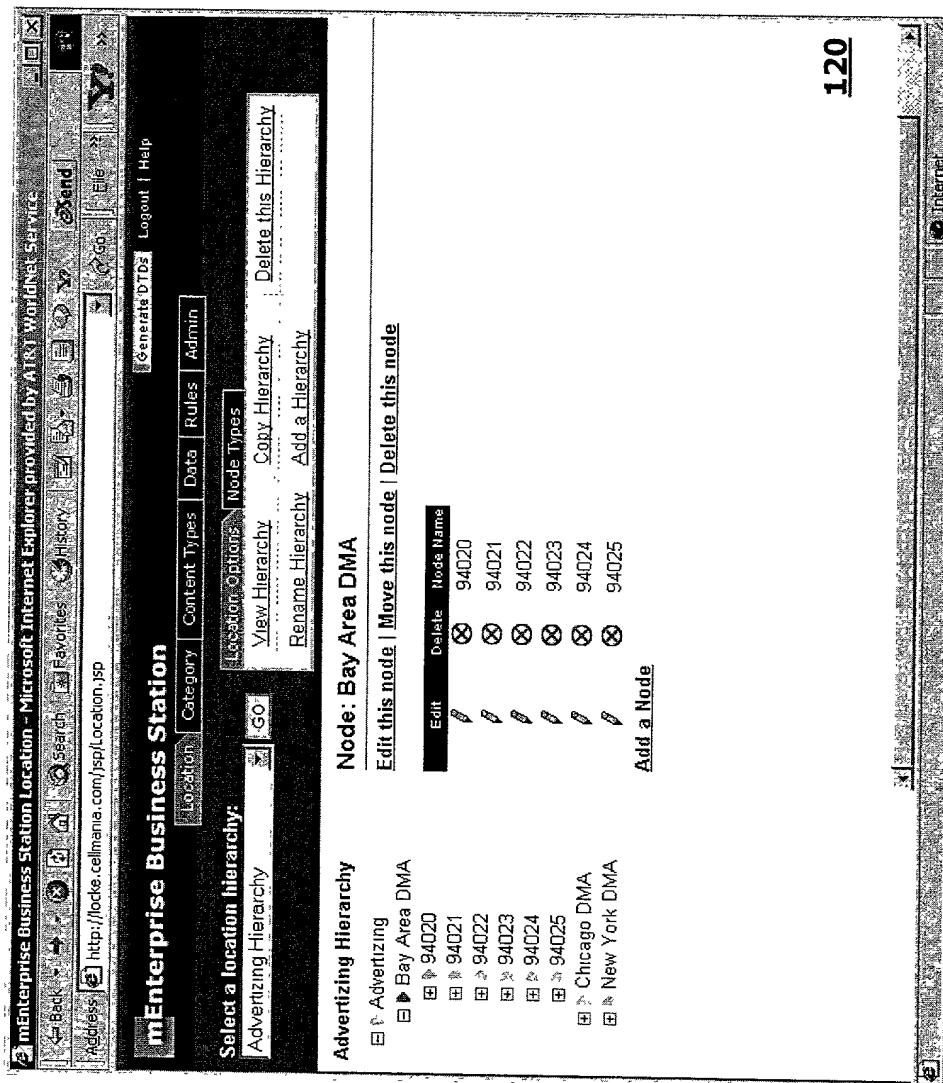 mEnterprise Business Station Location - Microsoft Internet Explorer provided by AT&T WorldNet Service
Back Search Favorites History Send
Address http://locke.cellmania.com/jsp/Location.jsp Go File »
mEnterprise Business Station
Generate DTDs Logout | Help
Location Category Content Types Data Rules Admin
Select a location hierarchy:
Advertizing Hierarchy GO
Location Options Node Types
View Hierarchy Copy Hierarchy Delete this Hierarchy
Rename Hierarchy Add a Hierarchy
Advertizing Hierarchy
Advertizing
Bay Area DMA
94020
94021
94022
94023
94024
94025
Chicago DMA
New York DMA
Node: Bay Area DMA
Edit this node | Move this node | Delete this node
Edit Delete Node Name
94020
94021
94022
94023
94024
94025
Add a Node
Internet
120